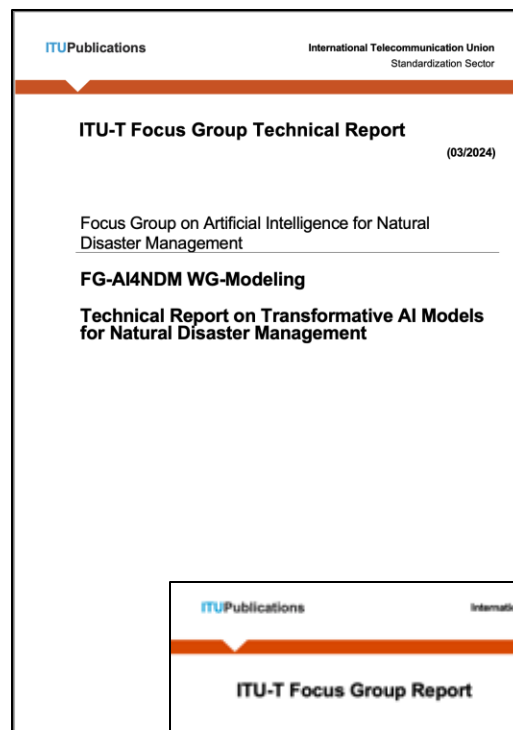 ITUPublications
International Telecommunication Union
Standardization Sector
ITU-T Focus Group Technical Report
(03/2024)
Focus Group on Artificial Intelligence for Natural
Disaster Management
FG-AI4NDM WG-Modeling
Technical Report on Transformative AI Models
for Natural Disaster Management
ITUPublications
Internati
ITU-T Focus Group Report